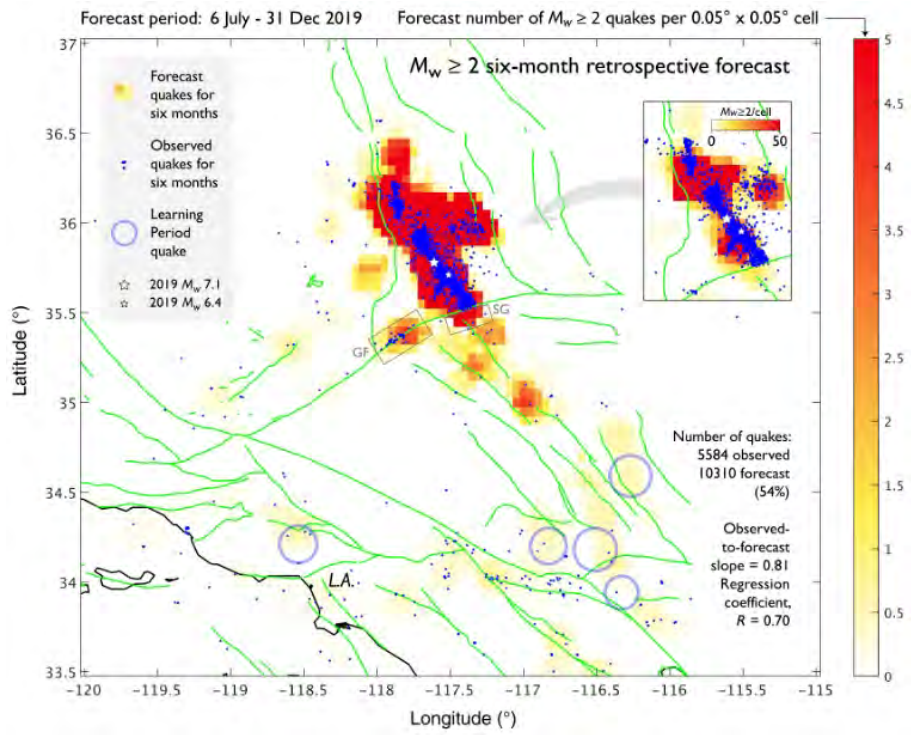 Forecast period: 6 July - 31 Dec 2019
Forecast number of Mw ≥ 2 quakes per 0.05° x 0.05° cell
Mw ≥ 2 six-month retrospective forecast
Forecast
quakes for
six months
Observed
quakes for
six months
Learning
Period
quake
2019 Mw 7.1
2019 Mw 6.4
Mw≥2/cell
0 50
GF
SG
L.A.
Number of quakes:
5584 observed
10310 forecast
(54%)
Observed-
to-forecast
slope = 0.81
Regression
coefficient,
R = 0.70
37
36.5
36
35.5
35
34.5
34
33.5
Latitude (°)
-120 -119.5 -119 -118.5 -118 -117.5 -117 -116.5 -116 -115.5 -115
Longitude (°)
5
4.5
4
3.5
3
2.5
2
1.5
1
0.5
0